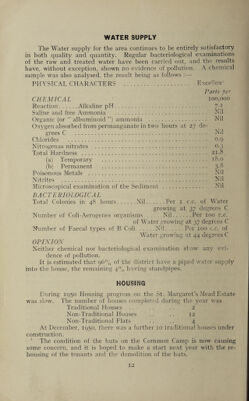 WATER SUPPLY
The Water supply for the area continues to be entirely satisfactory
in both quality and quantity. Regular bacteriological examinations
of the raw and treated water have been carried out, and the results
have, without exception, shown no evidence of pollution. A chemical
sample was also analysed, the result being as follows :—
PHYSICAL CHARACTERS ........ Excellent
Parts per
CHEMICAL 100,000
Reaction ......Alkaline pH ........ 7.2
Saline and free Ammonia ........ Nil
Organic (or " albuminoid ") ammonia ........ Nil
Oxygen absorbed from permanganate in two hours at 27 de-
grees C ........ Nil
Chlorides ........ 0.9
Nitrogenas nitrates ........ 0.3
Total Hardness ........ 21.8
(a) Temporary ........ 18.0
(b) Permanent ........ 3.8
Poisonous Metals ........ Nil
Nitrites ........ Nil
Microscopical examination of the Sediment ........ Nil
BACTERIOLOGICAL
Total Colonies in 48 hours ......Nil......Per 1 c.c. of Water
growing at 37 degrees C
Number of Coli-Aerogenes organisms Nil......Per 100 c.c.
of Water growing at 37 degrees C
Number of Faecal types of B Coli......Nil......Per 100 c.c. of
Water growing at 44 degrees C
OPINION
Neither chemical nor bacteriological examination show any evi-
dence of pollution.
It is estimated that 96% of the district have a piped water supply
into the house, the remaining 4% having standpipes.
HOUSING
During 1950 Housing progress on the St. Margaret's Mead Estate
was slow. The number of houses completed during the year was
Traditional Houses .. 2
Non-Traditional Houses .. 12
Non-Traditional Flats .. 4
At December, 1950, there was a further 10 traditional houses under
construction.
The condition of the huts on the Common Camp is now causing
some concern, and it is hoped to make a start next year with the re-
housing of the tenants and the demolition of the huts.
12